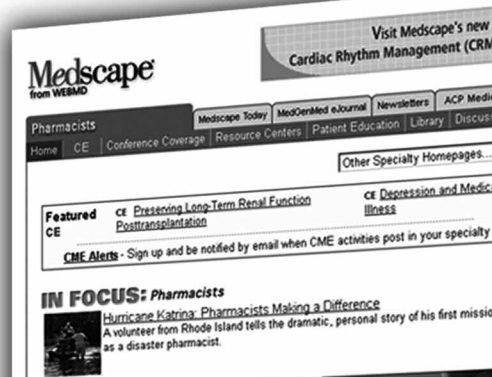 Visit Medscape's new
Cardiac Rhythm Management (CRM
Medscape
from WEBMD
Pharmacists
Medscape Today
MedGenMed eJournal
Newsletters
ACP Medic
Home
CE
Conference Coverage
Resource Centers
Patient Education
Library
Discuss
Other Specialty Homepages...
Featured
CE
CE Preserving Long-Term Renal Function
Posttransplantation
CE Depression and Medica
Illness
CME Alerts - Sign up and be notified by email when CME activities post in your specialty
IN FOCUS: Pharmacists
Hurricane Katrina: Pharmacists Making a Difference
A volunteer from Rhode Island tells the dramatic, personal story of his first missio
as a disaster pharmacist.